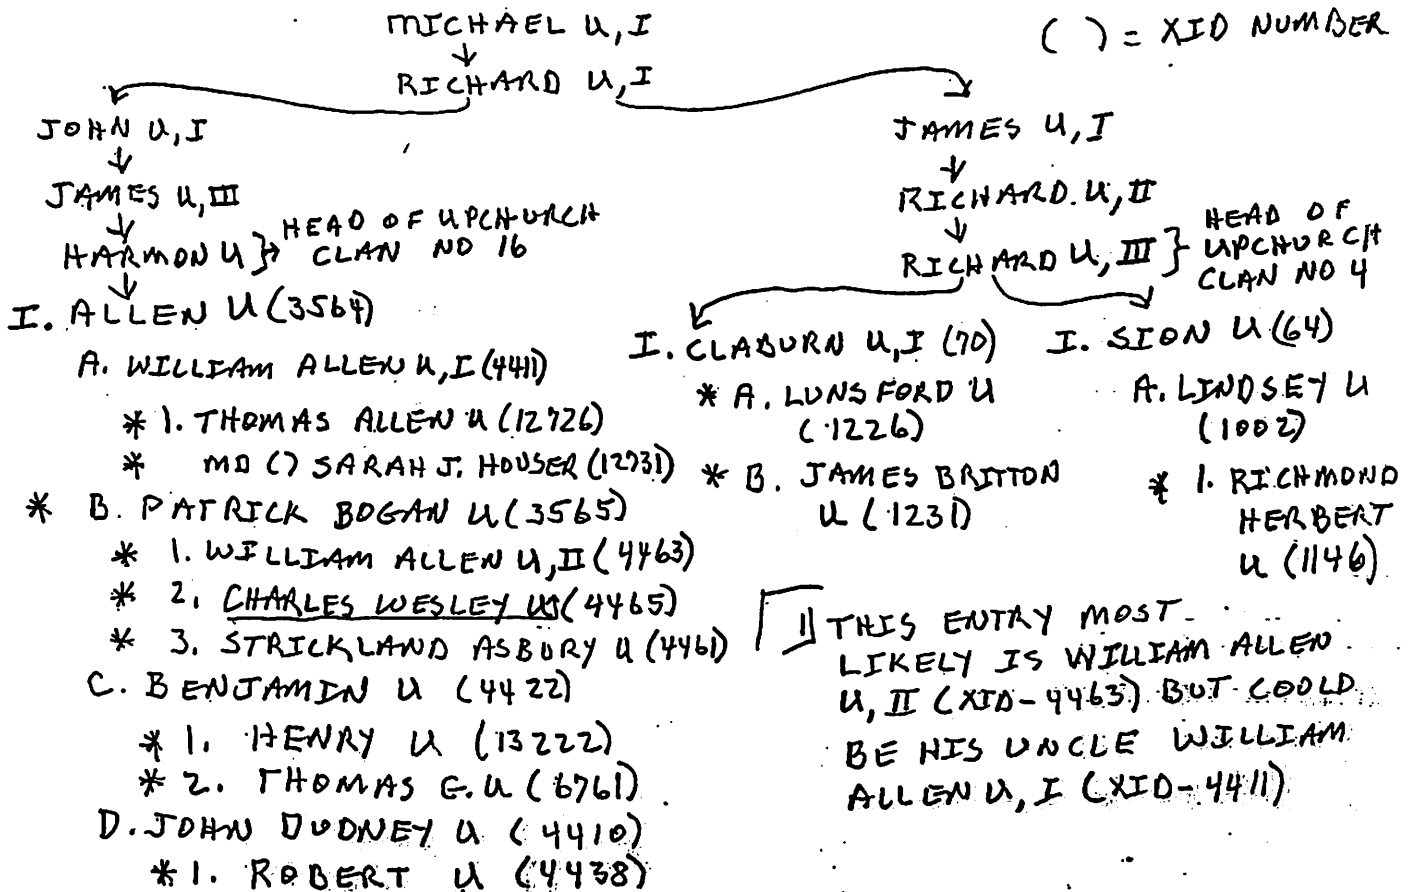 MICHAEL U, I
( ) = XID NUMBER
RICHARD U, I
JOHN U, I
JAMES U, III
HARMON U } HEAD OF UPCHURCH
CLAN NO 16
I. ALLEN U (3564)
A. WILLIAM ALLEN U, I (4411)
* 1. THOMAS ALLEN U (12726)
* MD () SARAH J. HOUSER (12731)
* B. PATRICK BOGAN U (3565)
* 1. WILLIAM ALLEN U, II (4463)
* 2. CHARLES WESLEY U (4465)
* 3. STRICKLAND ASBURY U (4461)
C. BENJAMIN U (4422)
* 1. HENRY U (13222)
* 2. THOMAS G. U (6761)
D. JOHN DUDNEY U (4410)
* 1. ROBERT U (4438)
JAMES U, I
RICHARD U, II
RICHARD U, III } HEAD OF
UPCHURCH
CLAN NO 4
I. CLABURN U, I (70)
* A. LUNSFORD U
(1226)
* B. JAMES BRITTON
U (1231)
I. SION U (64)
A. LINDSEY U
(1002)
* 1. RICHMOND
HERBERT
U (1146)
1] THIS ENTRY MOST
LIKELY IS WILLIAM ALLEN
U, II (XID-4463) BUT COOLD
BE HIS UNCLE WILLIAM
ALLEN U, I (XID-4411)